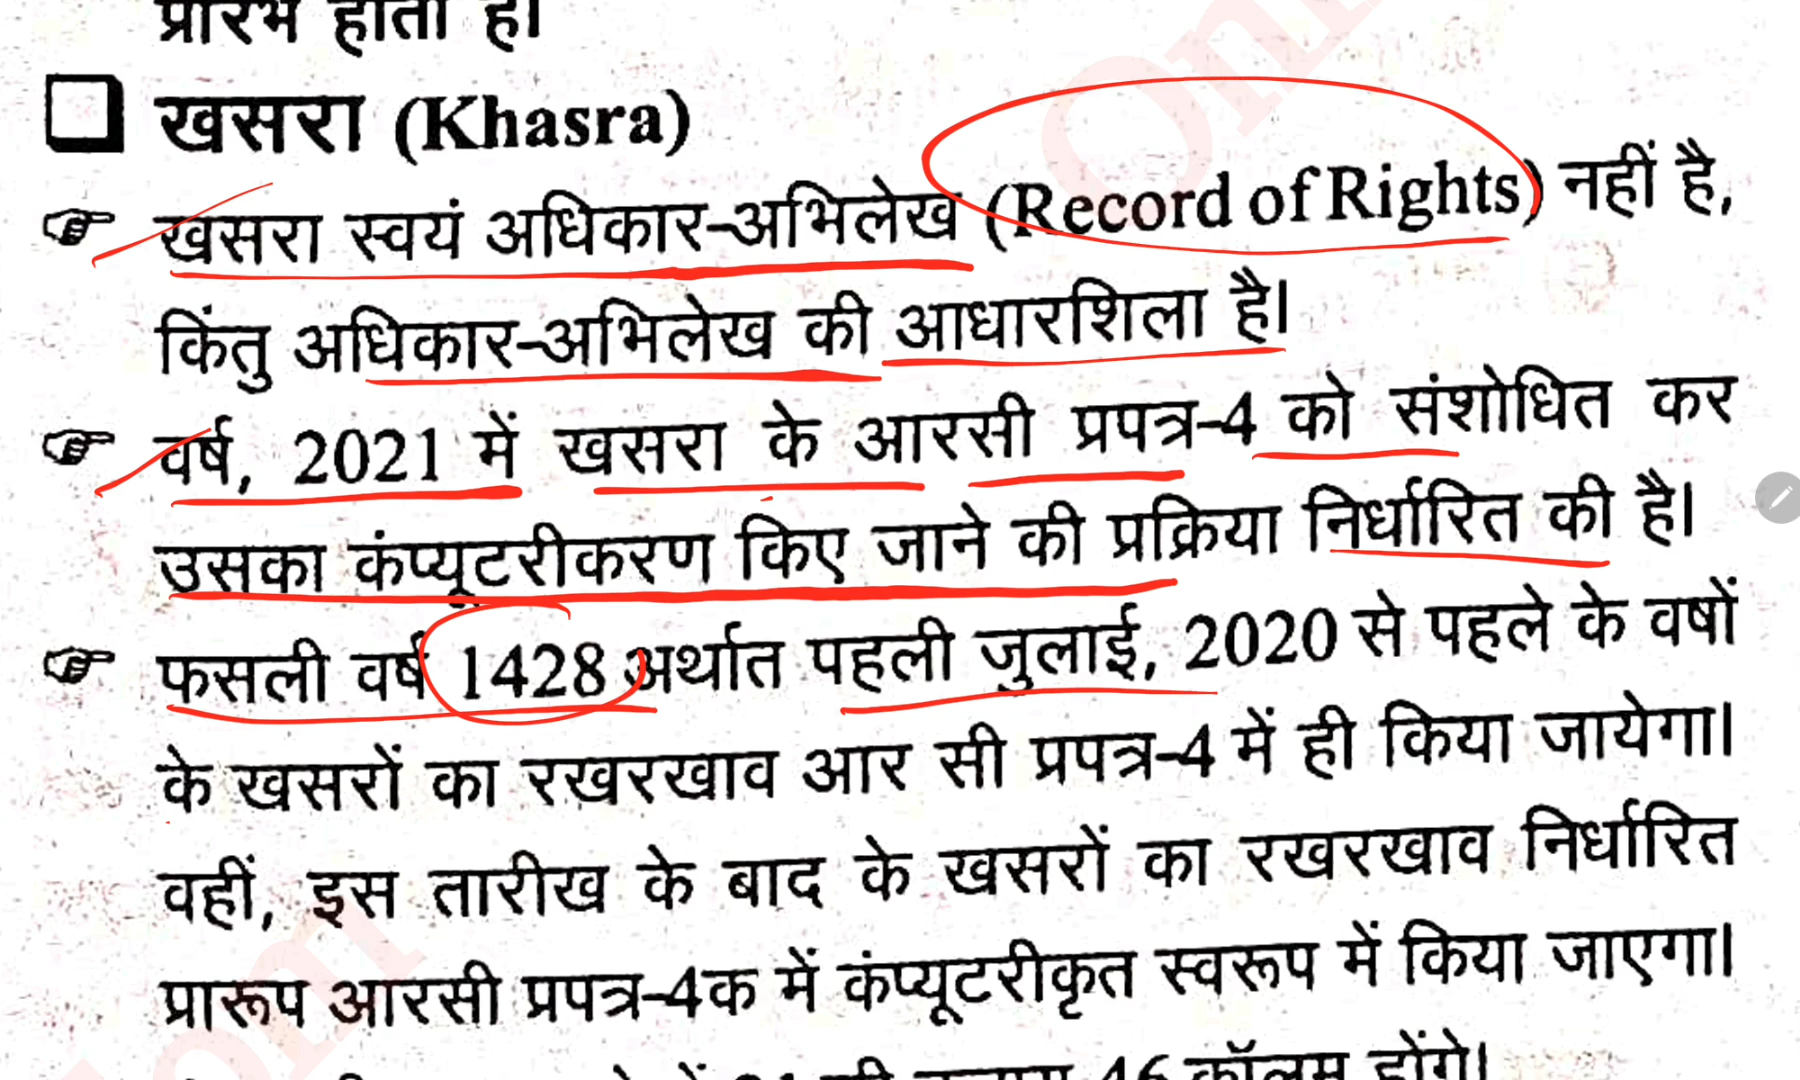 प्रारंभ होता है।
खसरा (Khasra)
☞ खसरा स्वयं अधिकार-अभिलेख (Record of Rights) नहीं है,
किंतु अधिकार-अभिलेख की आधारशिला है।
☞ वर्ष, 2021 में खसरा के आरसी प्रपत्र-4 को संशोधित कर
उसका कंप्यूटरीकरण किए जाने की प्रक्रिया निर्धारित की है।
☞ फसली वर्ष 1428 अर्थात पहली जुलाई, 2020 से पहले के वर्षों
के खसरों का रखरखाव आर सी प्रपत्र-4 में ही किया जायेगा।
वहीं, इस तारीख के बाद के खसरों का रखरखाव निर्धारित
प्रारूप आरसी प्रपत्र-4क में कंप्यूटरीकृत स्वरूप में किया जाएगा।
46 कॉलम होंगे।